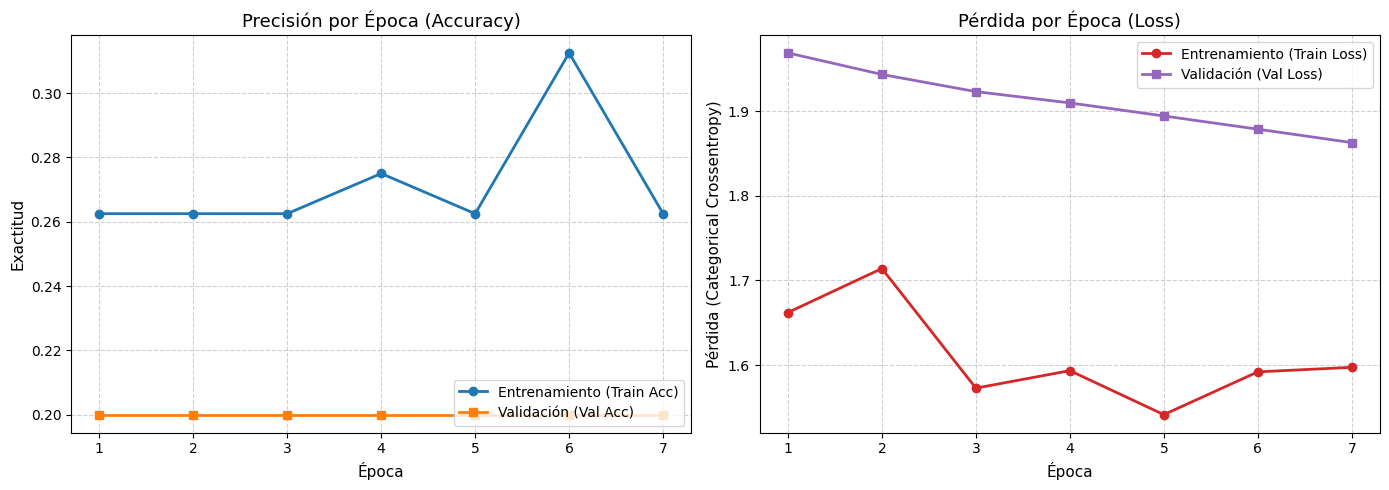 Precisión por Época (Accuracy)
Exactitud
0.30
0.28
0.26
0.24
0.22
0.20
Entrenamiento (Train Acc)
Validación (Val Acc)
1 2 3 4 5 6 7
Época
Pérdida por Época (Loss)
Pérdida (Categorical Crossentropy)
Entrenamiento (Train Loss)
Validación (Val Loss)
1.9
1.8
1.7
1.6
1 2 3 4 5 6 7
Época